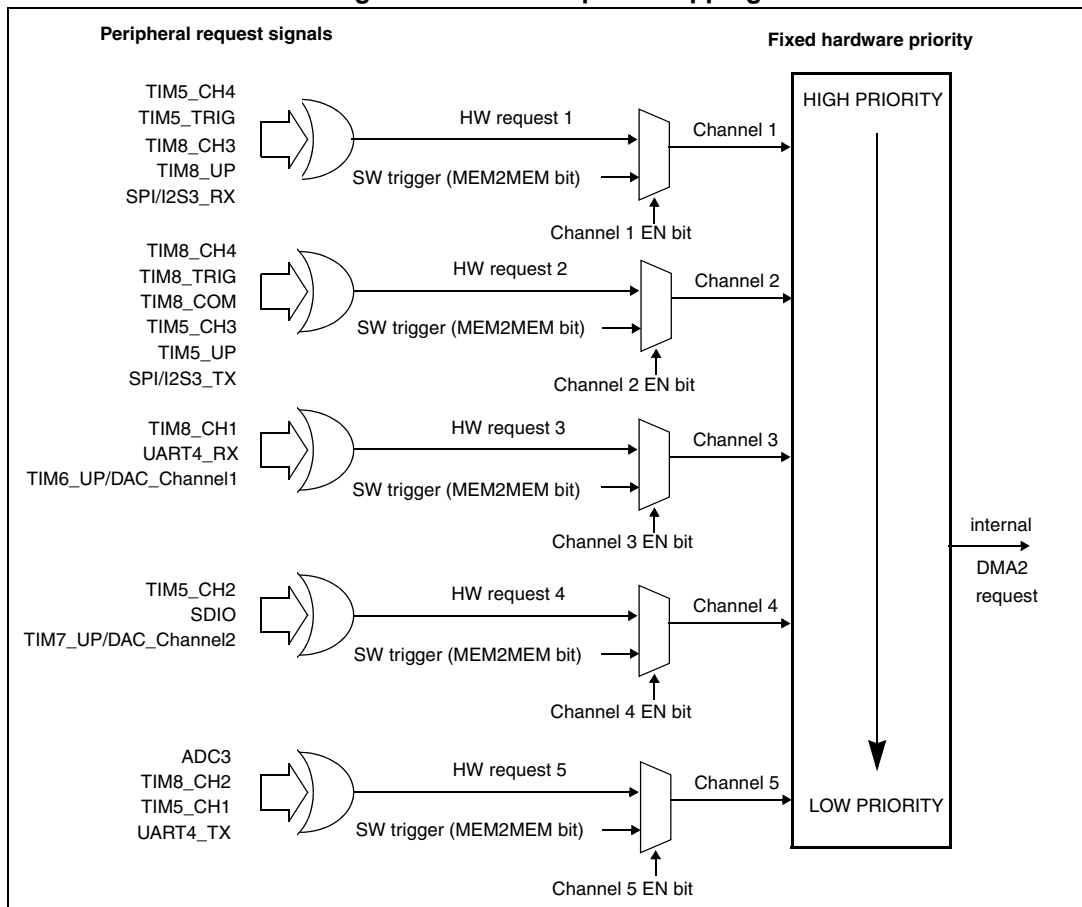 Peripheral request signals
Fixed hardware priority
TIM5_CH4
TIM5_TRIG
TIM8_CH3
TIM8_UP
SPI/I2S3_RX
HW request 1
SW trigger (MEM2MEM bit)
Channel 1
Channel 1 EN bit
HIGH PRIORITY
TIM8_CH4
TIM8_TRIG
TIM8_COM
TIM5_CH3
TIM5_UP
SPI/I2S3_TX
HW request 2
SW trigger (MEM2MEM bit)
Channel 2
Channel 2 EN bit
TIM8_CH1
UART4_RX
TIM6_UP/DAC_Channel1
HW request 3
SW trigger (MEM2MEM bit)
Channel 3
Channel 3 EN bit
internal
DMA2
request
TIM5_CH2
SDIO
TIM7_UP/DAC_Channel2
HW request 4
SW trigger (MEM2MEM bit)
Channel 4
Channel 4 EN bit
ADC3
TIM8_CH2
TIM5_CH1
UART4_TX
HW request 5
SW trigger (MEM2MEM bit)
Channel 5
Channel 5 EN bit
LOW PRIORITY